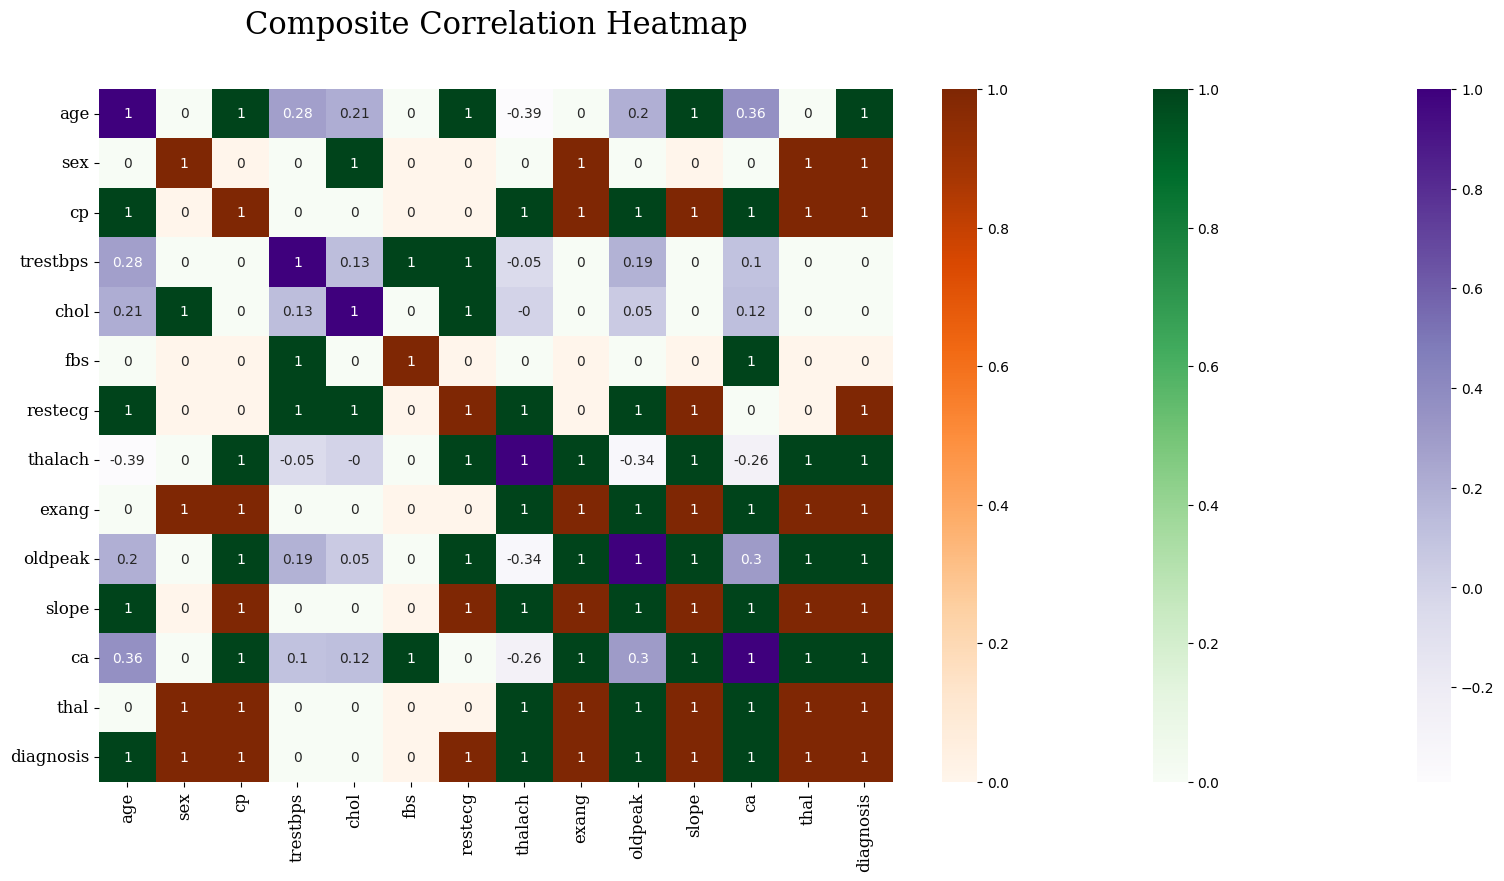 Composite Correlation Heatmap
age 1 0 1 0.28 0.21 0 1 -0.39 0 0.2 1 0.36 0 1
sex 0 1 0 0 1 0 0 0 1 0 0 0 1 1
cp 1 0 1 0 0 0 0 1 1 1 1 1 1 1
trestbps 0.28 0 0 1 0.13 1 1 -0.05 0 0.19 0 0.1 0 0
chol 0.21 1 0 0.13 1 0 1 -0 0 0.05 0 0.12 0 0
fbs 0 0 0 1 0 1 0 0 0 0 0 1 0 0
restecg 1 0 0 1 1 0 1 1 0 1 1 0 0 1
thalach -0.39 0 1 -0.05 -0 0 1 1 1 -0.34 1 -0.26 1 1
exang 0 1 1 0 0 0 0 1 1 1 1 1 1 1
oldpeak 0.2 0 1 0.19 0.05 0 1 -0.34 1 1 1 0.3 1 1
slope 1 0 1 0 0 0 1 1 1 1 1 1 1 1
ca 0.36 0 1 0.1 0.12 1 0 -0.26 1 0.3 1 1 1 1
thal 0 1 1 0 0 0 0 1 1 1 1 1 1 1
diagnosis 1 1 1 0 0 0 1 1 1 1 1 1 1 1
age sex cp trestbps chol fbs restecg thalach exang oldpeak slope ca thal diagnosis
1.0
0.8
0.6
0.4
0.2
0.0
1.0
0.8
0.6
0.4
0.2
0.0
1.0
0.8
0.6
0.4
0.2
0.0
−0.2